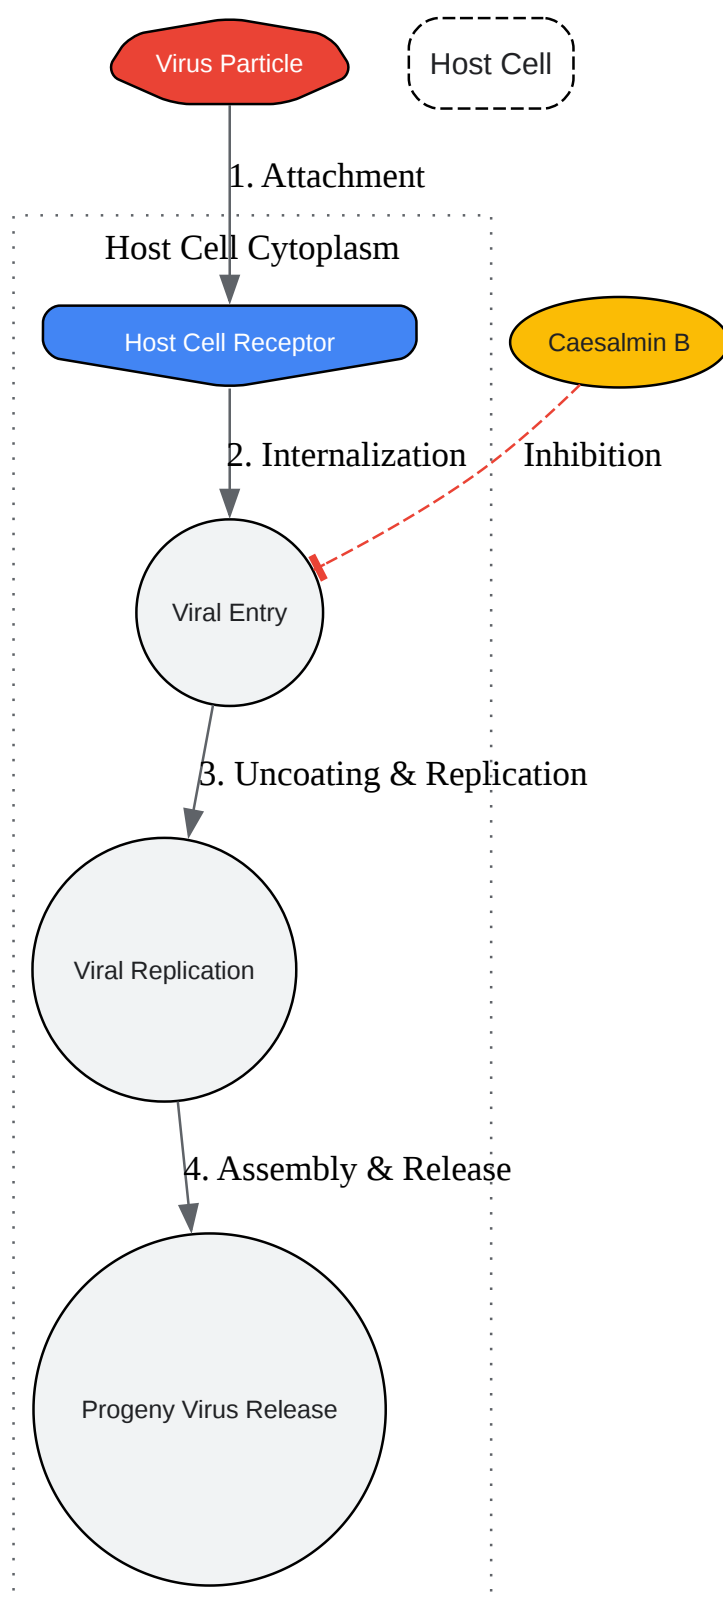 Virus Particle
Host Cell
1. Attachment
Host Cell Cytoplasm
Host Cell Receptor
Caesalmin B
2. Internalization
Inhibition
Viral Entry
3. Uncoating & Replication
Viral Replication
4. Assembly & Release
Progeny Virus Release